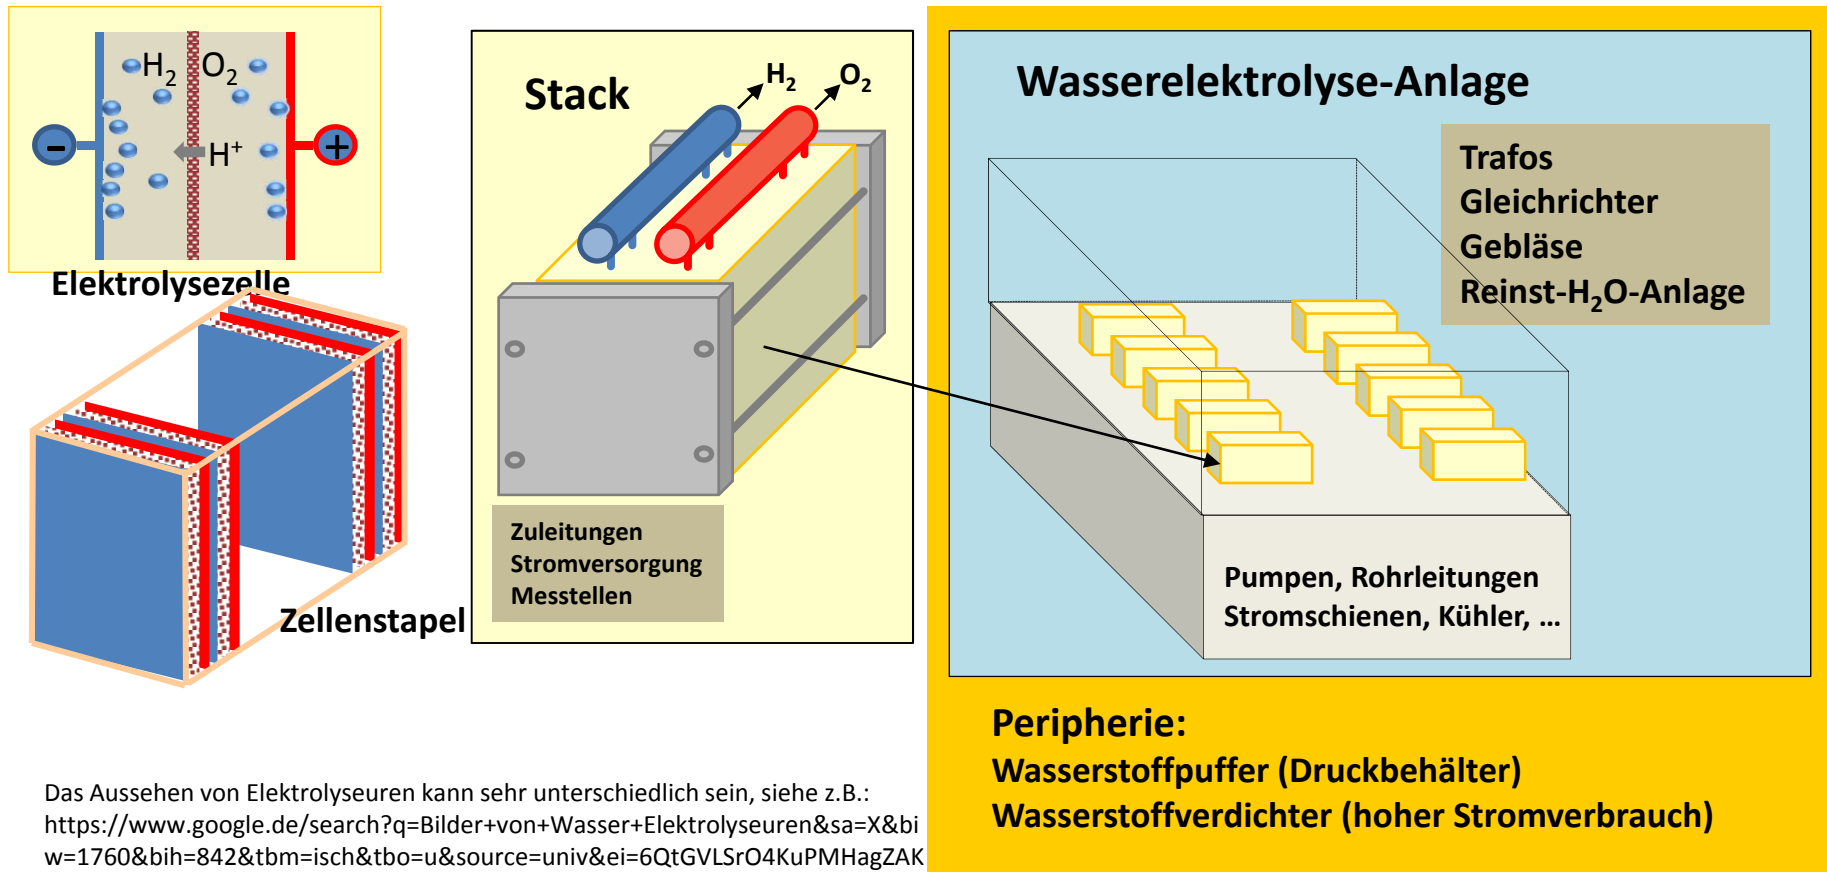 H₂ O₂
-
H⁺
+
Elektrolysezelle
Zellenstapel
Stack
H₂
O₂
Zuleitungen
Stromversorgung
Messtellen
Wasserelektrolyse-Anlage
Trafos
Gleichrichter
Gebläse
Reinst-H₂O-Anlage
Pumpen, Rohrleitungen
Stromschienen, Kühler, ...
Peripherie:
Wasserstoffpuffer (Druckbehälter)
Wasserstoffverdichter (hoher Stromverbrauch)
Das Aussehen von Elektrolyseuren kann sehr unterschiedlich sein, siehe z.B.:
https://www.google.de/search?q=Bilder+von+Wasser+Elektrolyseuren&sa=X&bi
w=1760&bih=842&tbm=isch&tbo=u&source=univ&ei=6QtGVLSrO4KuPMHagZAK